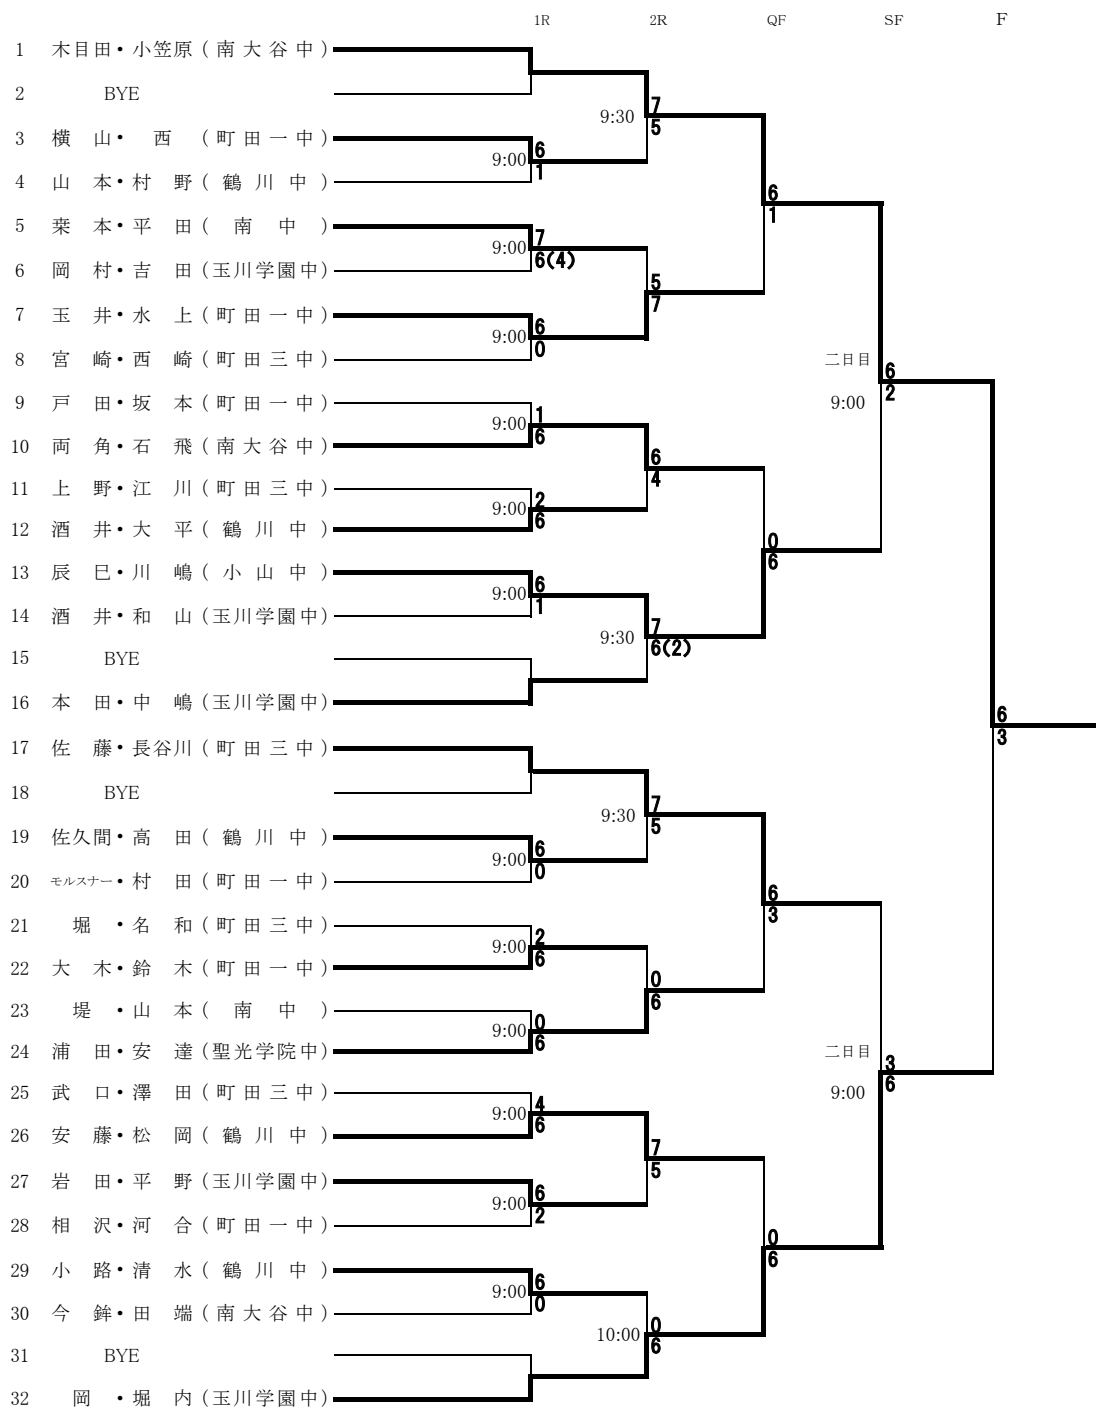 1R 2R QF SF F
1 木目田・小笠原(南大谷中)
2 BYE
9:30 7
5
3 横山・西(町田一中)
9:00 6
1
4 山本・村野(鶴川中)
6
1
5 桒本・平田(南中)
9:00 7
6(4)
6 岡村・吉田(玉川学園中)
5
7
7 玉井・水上(町田一中)
9:00 6
0
8 宮崎・西崎(町田三中)
二日目
9:00
6
2
9 戸田・坂本(町田一中)
9:00 1
6
10 両角・石飛(南大谷中)
6
4
11 上野・江川(町田三中)
9:00 2
6
12 酒井・大平(鶴川中)
0
6
13 辰巳・川嶋(小山中)
9:00 6
1
14 酒井・和山(玉川学園中)
9:30 7
6(2)
15 BYE
16 本田・中嶋(玉川学園中)
6
3
17 佐藤・長谷川(町田三中)
18 BYE
9:30 7
5
19 佐久間・高田(鶴川中)
9:00 6
0
20 モルスナー・村田(町田一中)
6
3
21 堀・名和(町田三中)
9:00 2
6
22 大木・鈴木(町田一中)
0
6
23 堤・山本(南中)
9:00 0
6
24 浦田・安達(聖光学院中)
二日目
9:00
3
6
25 武口・澤田(町田三中)
9:00 4
6
26 安藤・松岡(鶴川中)
7
5
27 岩田・平野(玉川学園中)
9:00 6
2
28 相沢・河合(町田一中)
0
6
29 小路・清水(鶴川中)
9:00 6
0
30 今鉾・田端(南大谷中)
10:00 0
6
31 BYE
32 岡・堀内(玉川学園中)